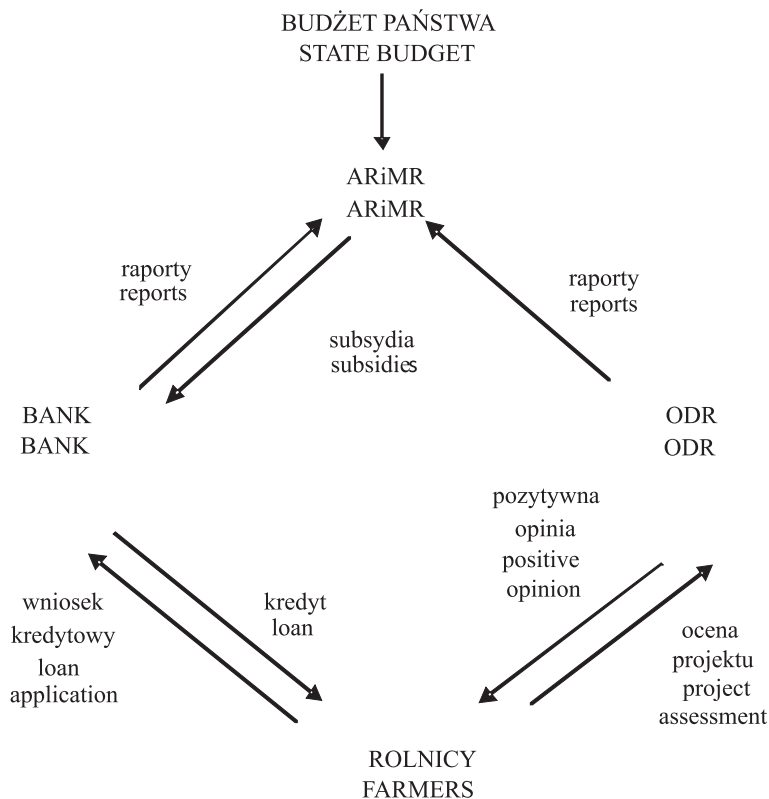 BUDŻET PAŃSTWA
STATE BUDGET
ARiMR
ARiMR
raporty
reports
raporty
reports
subsydia
subsidies
BANK
BANK
ODR
ODR
pozytywna
opinia
positive
opinion
wniosek
kredytowy
loan
application
kredyt
loan
ocena
projektu
project
assessment
ROLNICY
FARMERS